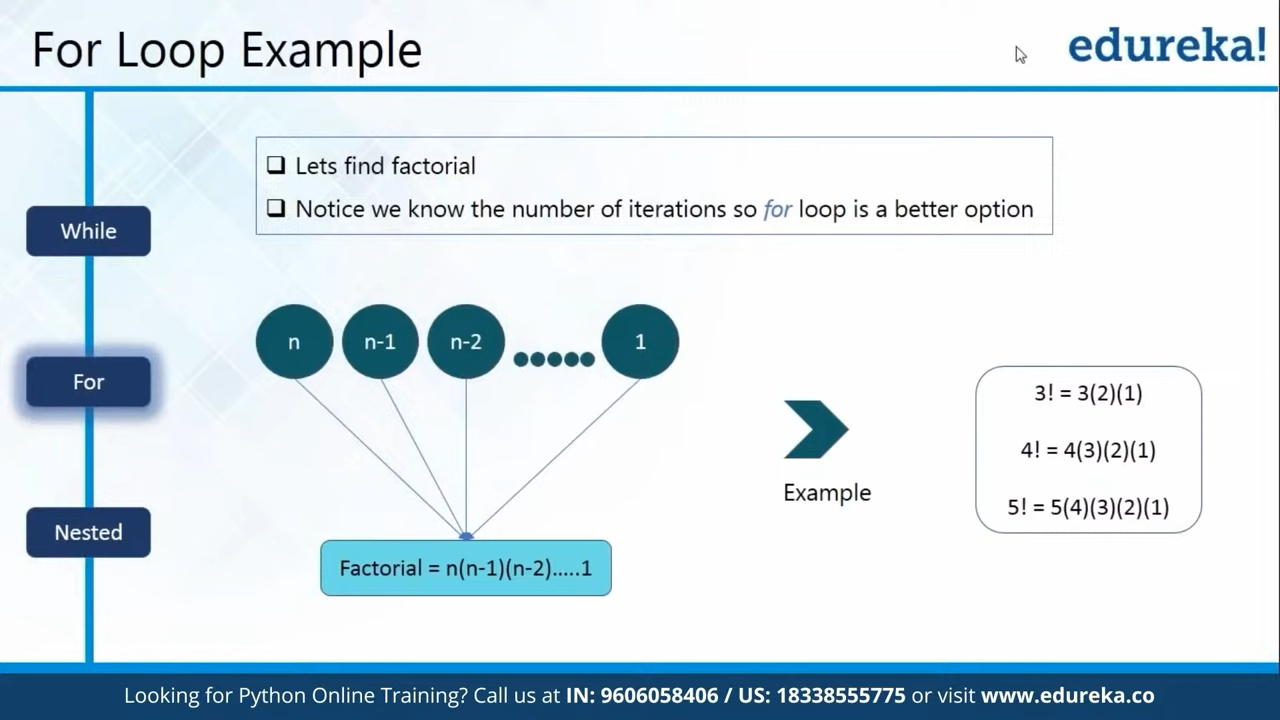 For Loop Example
edureka!
❑ Lets find factorial
❑ Notice we know the number of iterations so for loop is a better option
While
For
Nested
n
n-1
n-2
1
Factorial = n(n-1)(n-2).....1
Example
3! = 3(2)(1)
4! = 4(3)(2)(1)
5! = 5(4)(3)(2)(1)
Looking for Python Online Training? Call us at IN: 9606058406 / US: 18338555775 or visit www.edureka.co